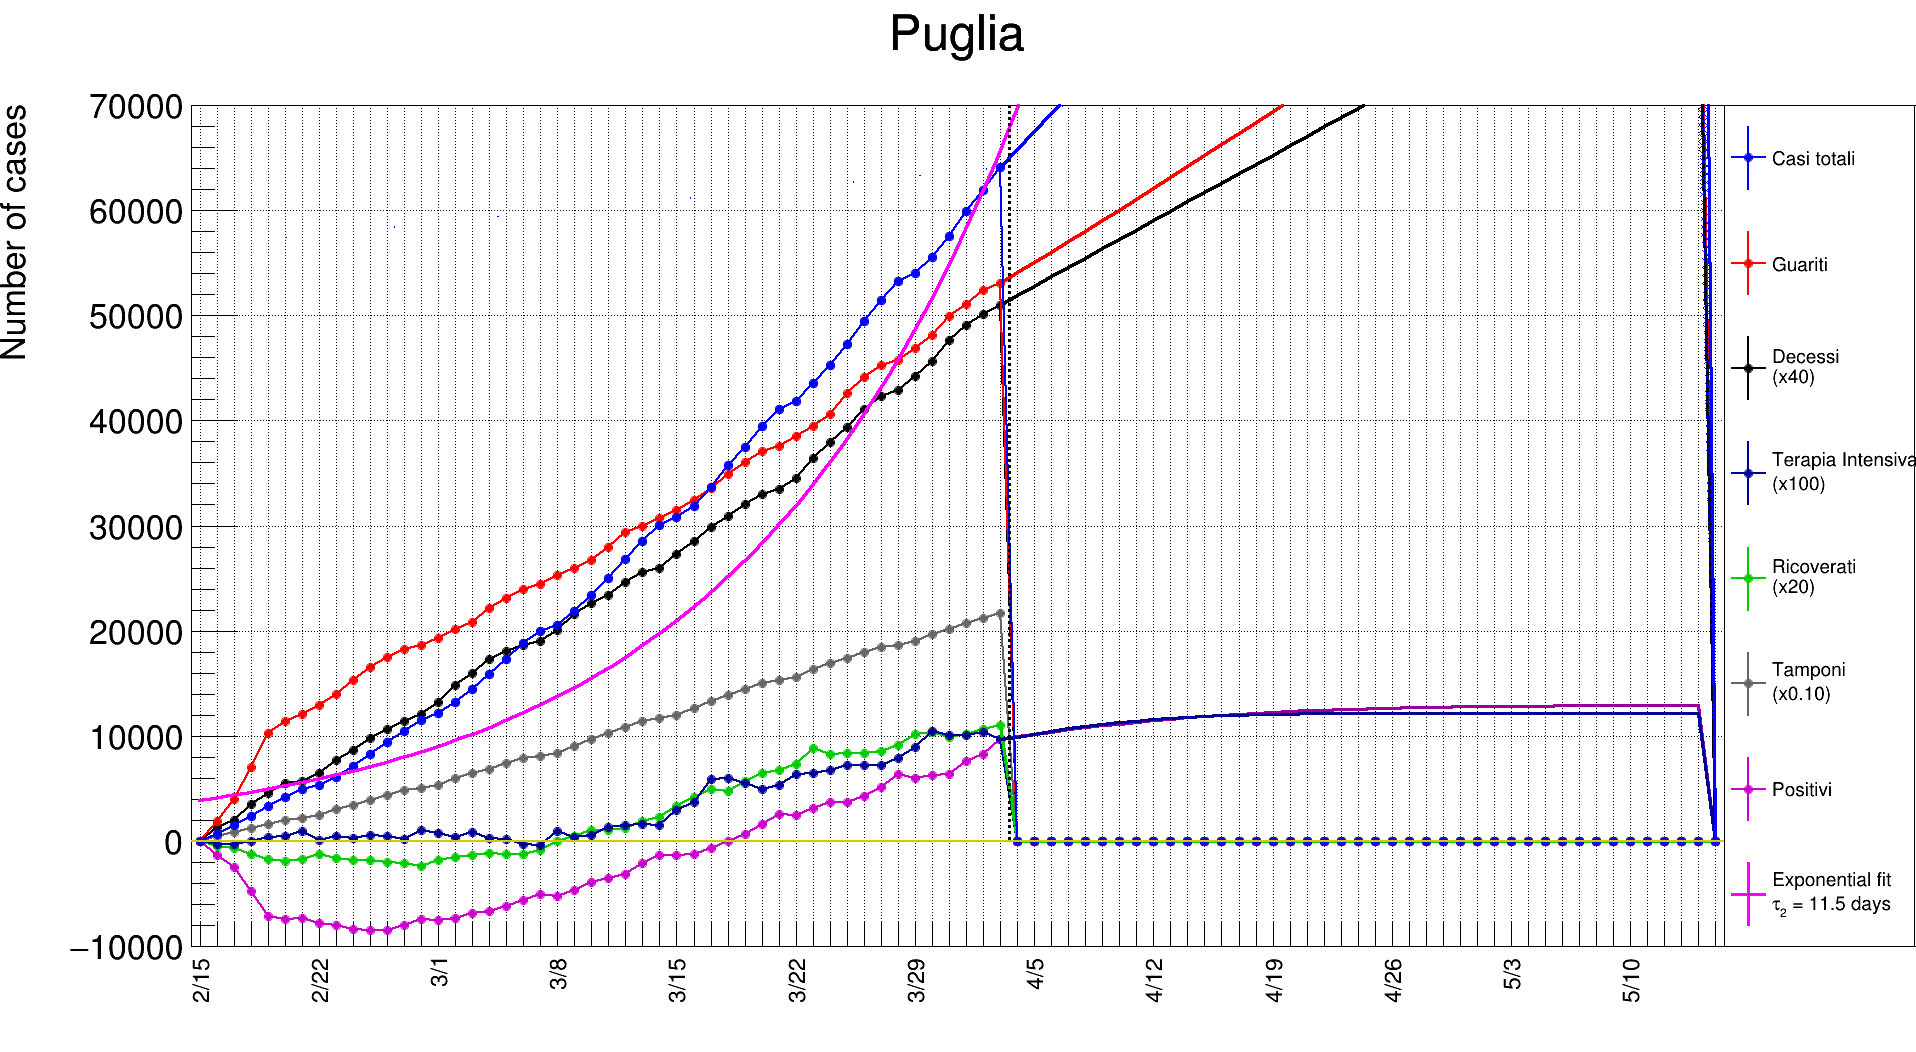 Puglia
Number of cases
70000
60000
50000
40000
30000
20000
10000
0
−10000
2/15
2/22
3/1
3/8
3/15
3/22
3/29
4/5
4/12
4/19
4/26
5/3
5/10
Casi totali
Guariti
Decessi
(x40)
Terapia Intensiva
(x100)
Ricoverati
(x20)
Tamponi
(x0.10)
Positivi
Exponential fit
τ₂ = 11.5 days